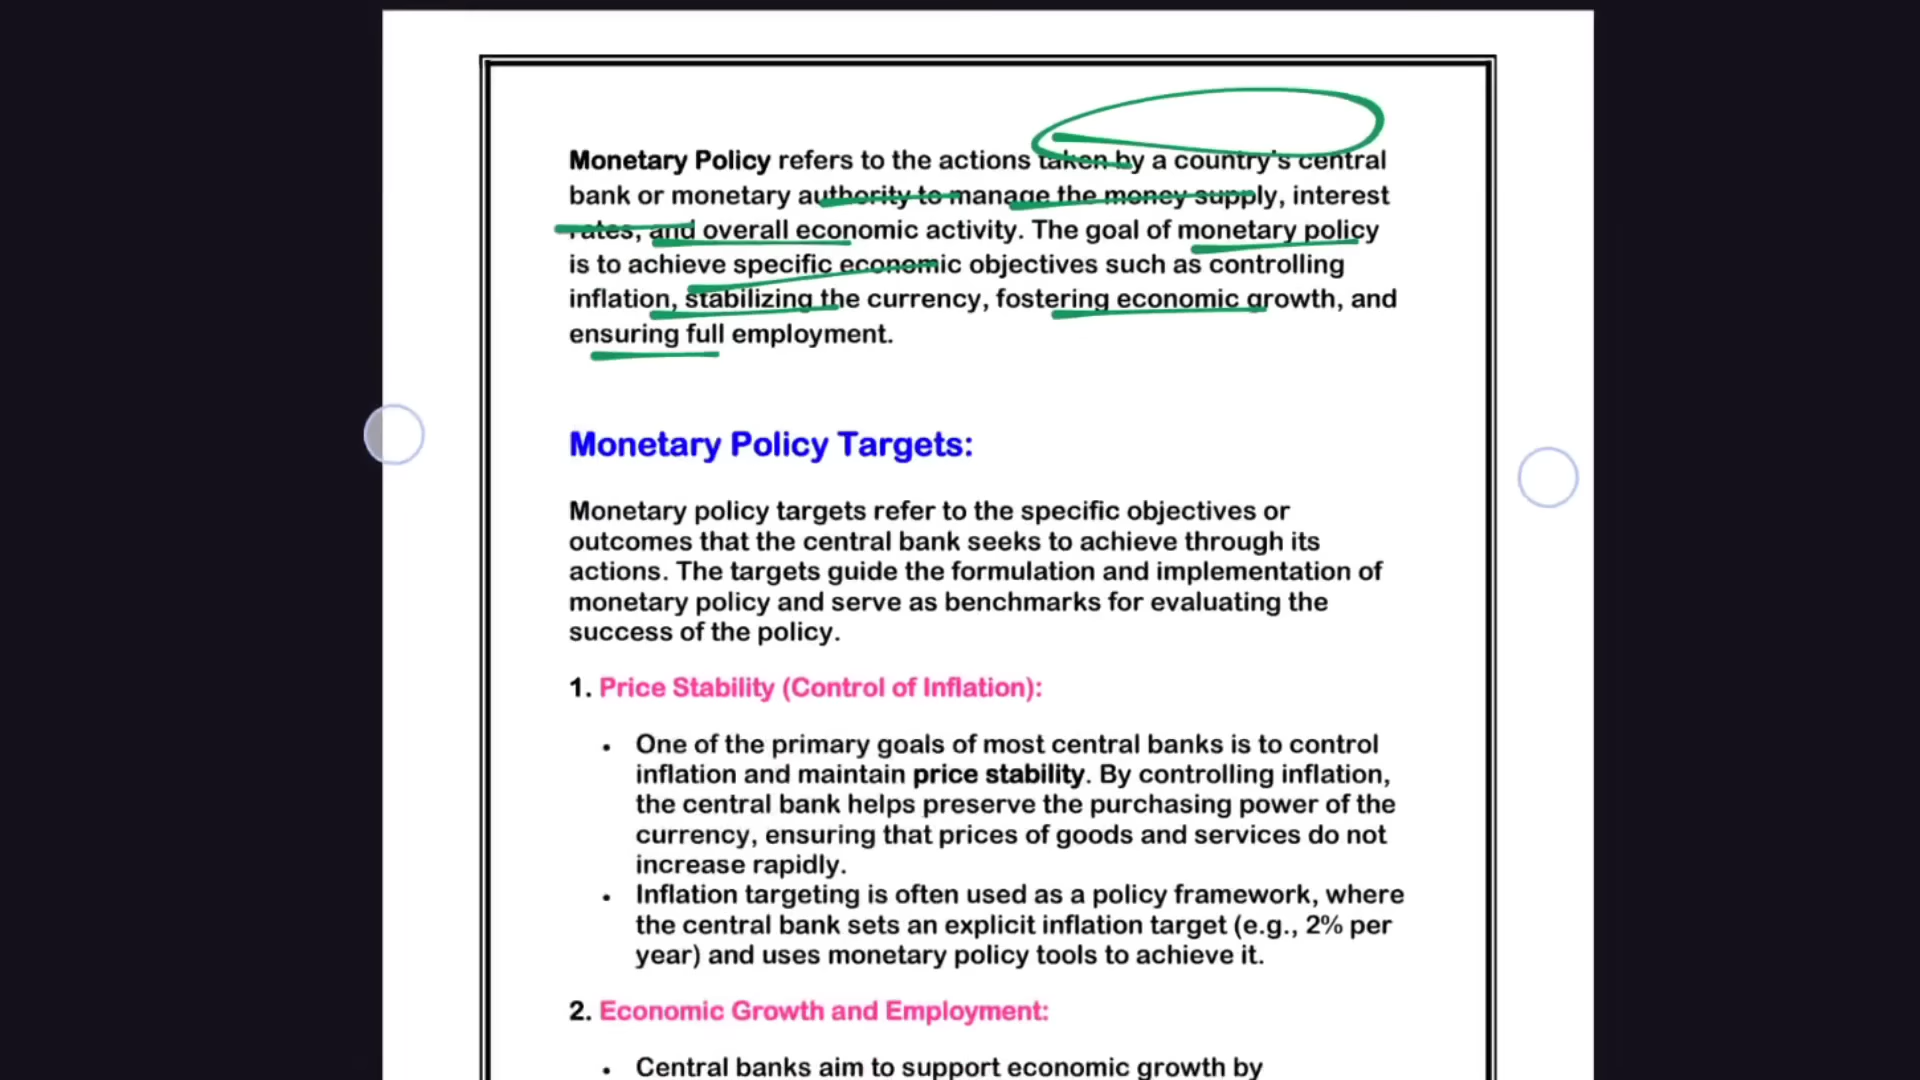 Monetary Policy refers to the actions taken by a country's central
bank or monetary authority to manage the money supply, interest
rates, and overall economic activity. The goal of monetary policy
is to achieve specific economic objectives such as controlling
inflation, stabilizing the currency, fostering economic growth, and
ensuring full employment.
Monetary Policy Targets:
Monetary policy targets refer to the specific objectives or
outcomes that the central bank seeks to achieve through its
actions. The targets guide the formulation and implementation of
monetary policy and serve as benchmarks for evaluating the
success of the policy.
1. Price Stability (Control of Inflation):
• One of the primary goals of most central banks is to control
inflation and maintain price stability. By controlling inflation,
the central bank helps preserve the purchasing power of the
currency, ensuring that prices of goods and services do not
increase rapidly.
• Inflation targeting is often used as a policy framework, where
the central bank sets an explicit inflation target (e.g., 2% per
year) and uses monetary policy tools to achieve it.
2. Economic Growth and Employment:
• Central banks aim to support economic growth by